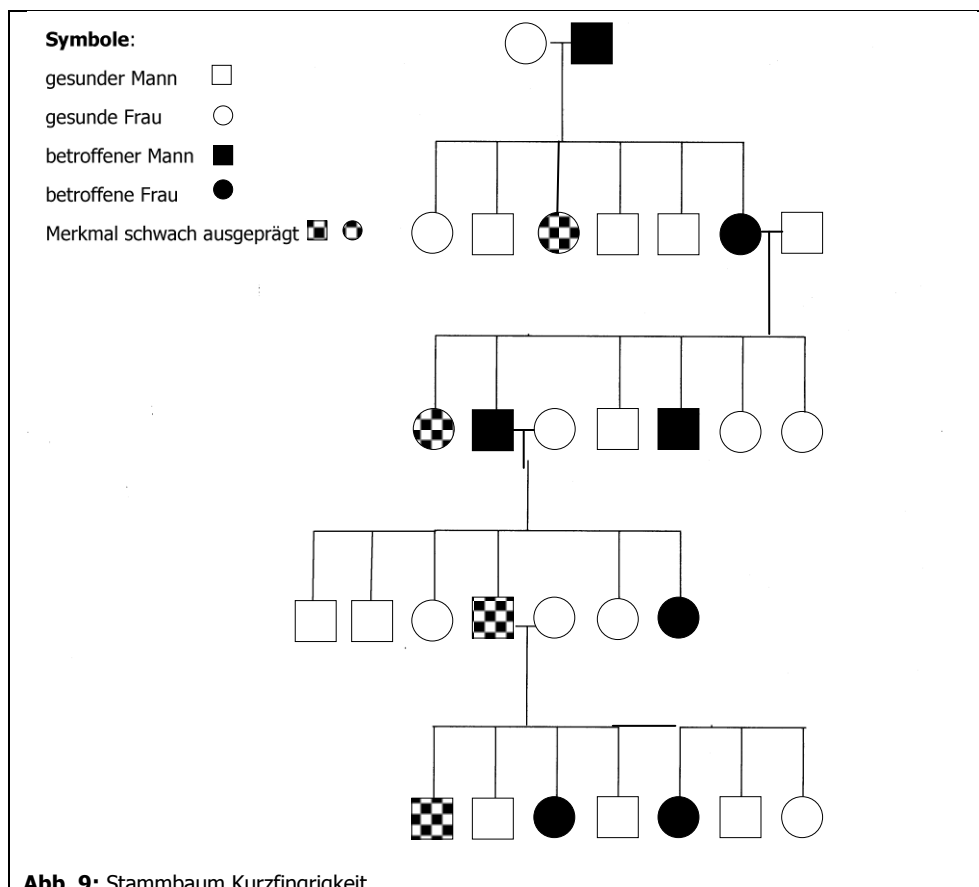 Symbole:
gesunder Mann
gesunde Frau
betroffener Mann
betroffene Frau
Merkmal schwach ausgeprägt
Abb. 9: Stammbaum Kurzfingrigkeit